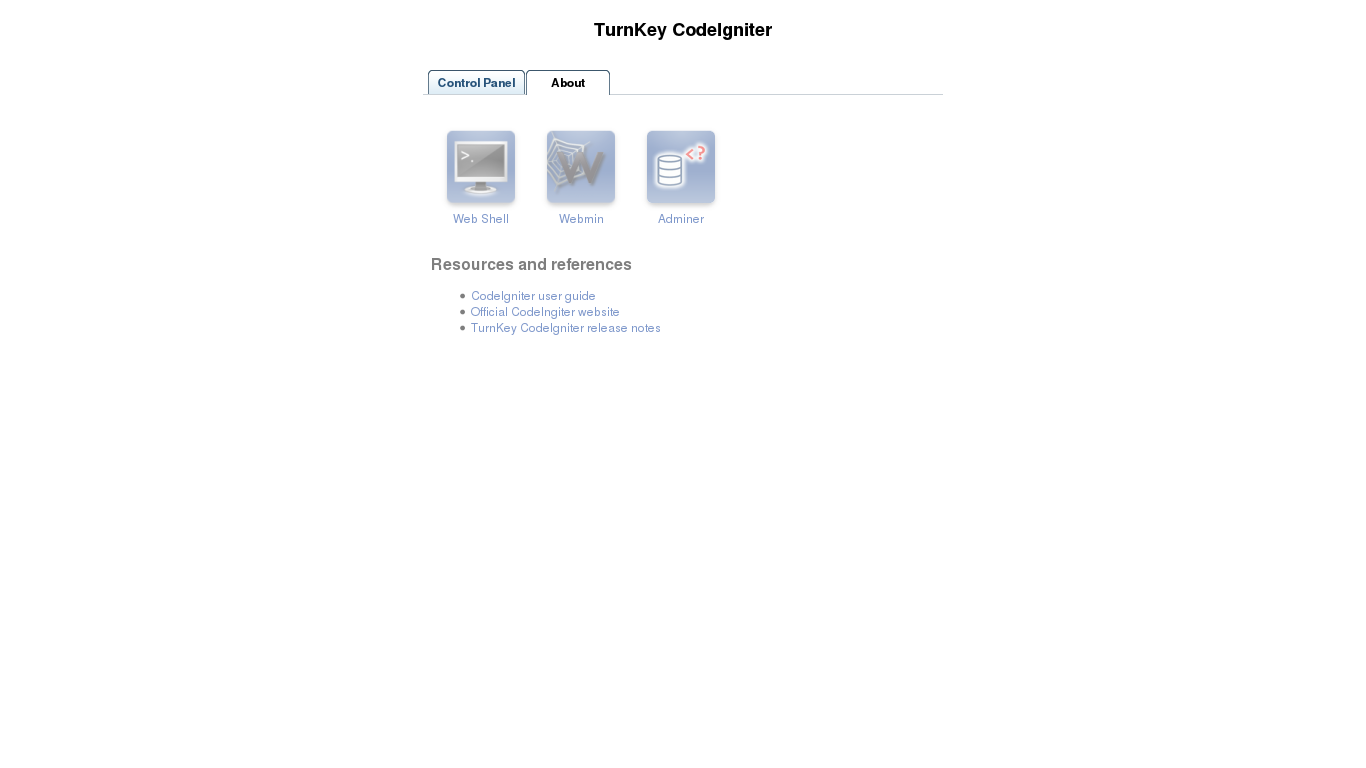 TurnKey CodeIgniter
Control Panel About
>.
W
<?
Web Shell Webmin Adminer
Resources and references
CodeIgniter user guide
Official CodeIngiter website
TurnKey CodeIgniter release notes